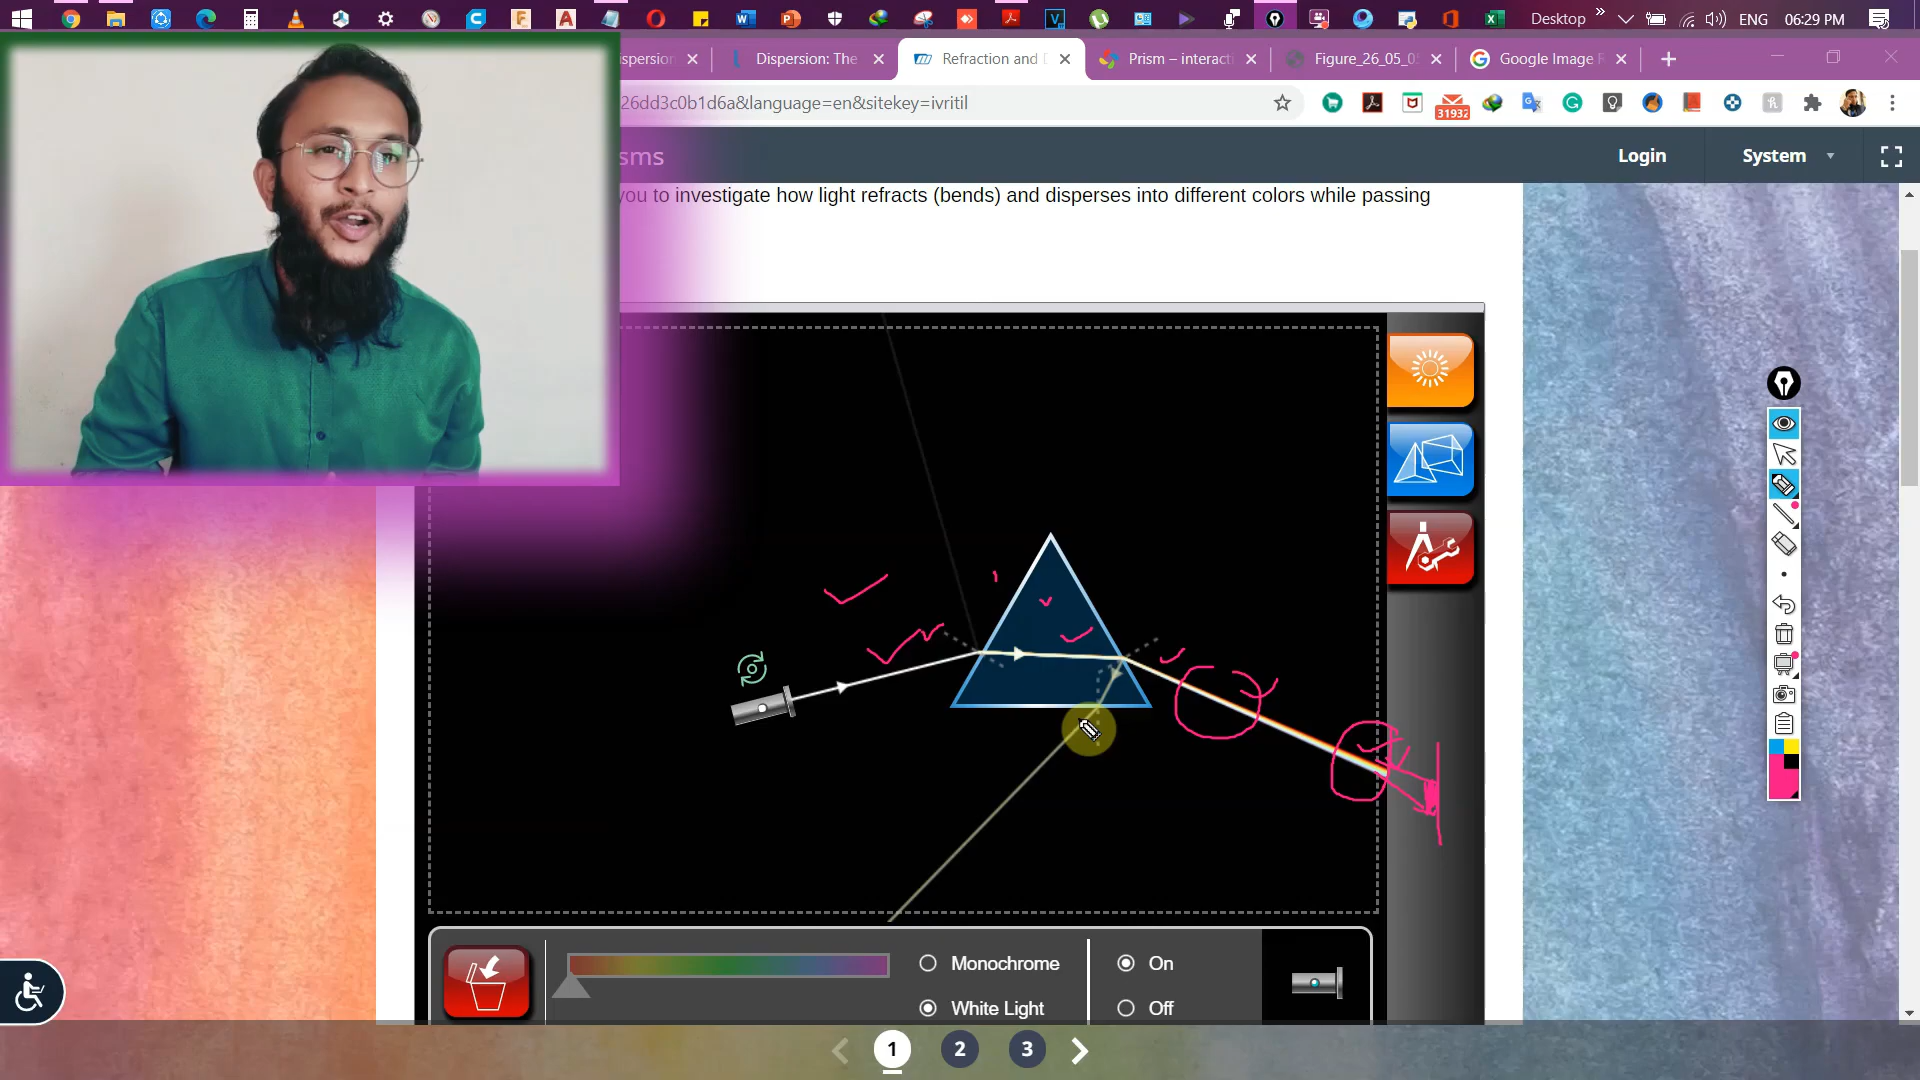 Desktop
ENG
06:29 PM
spersion
Dispersion: The
Refraction and
Prism – interacti
Figure_26_05_0
Google Image R
26dd3c0b1d6a&language=en&sitekey=ivritil
31932
sms
Login
System
you to investigate how light refracts (bends) and disperses into different colors while passing
Monochrome
On
White Light
Off
1
2
3